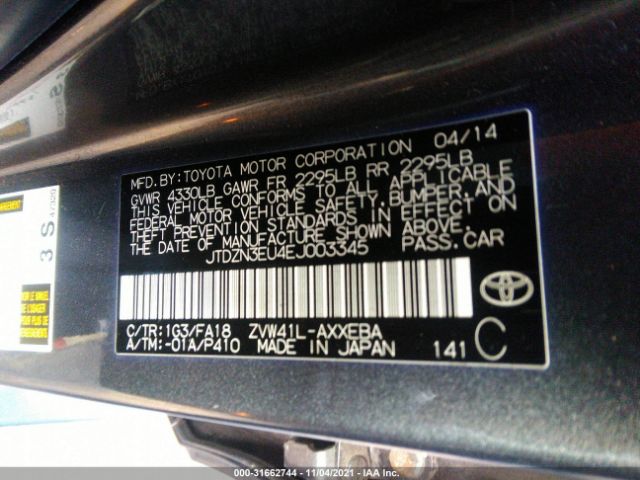 MFD.BY:TOYOTA MOTOR CORPORATION 04/14
GVWR 4330LB GAWR FR 2295LB RR 2295LB
THIS VEHICLE CONFORMS TO ALL APPLICABLE
FEDERAL MOTOR VEHICLE SAFETY,BUMPER, AND
THEFT PREVENTION STANDARDS IN EFFECT ON
THE DATE OF MANUFACTURE SHOWN ABOVE.
JTDZN3EU4EJ003345 PASS.CAR
C/TR:1G3/FA18 ZVW41L-AXXEBA
A/TM:-01A/P410 MADE IN JAPAN 141 C
3 S
000-31662744 - 11/04/2021 - IAA Inc.